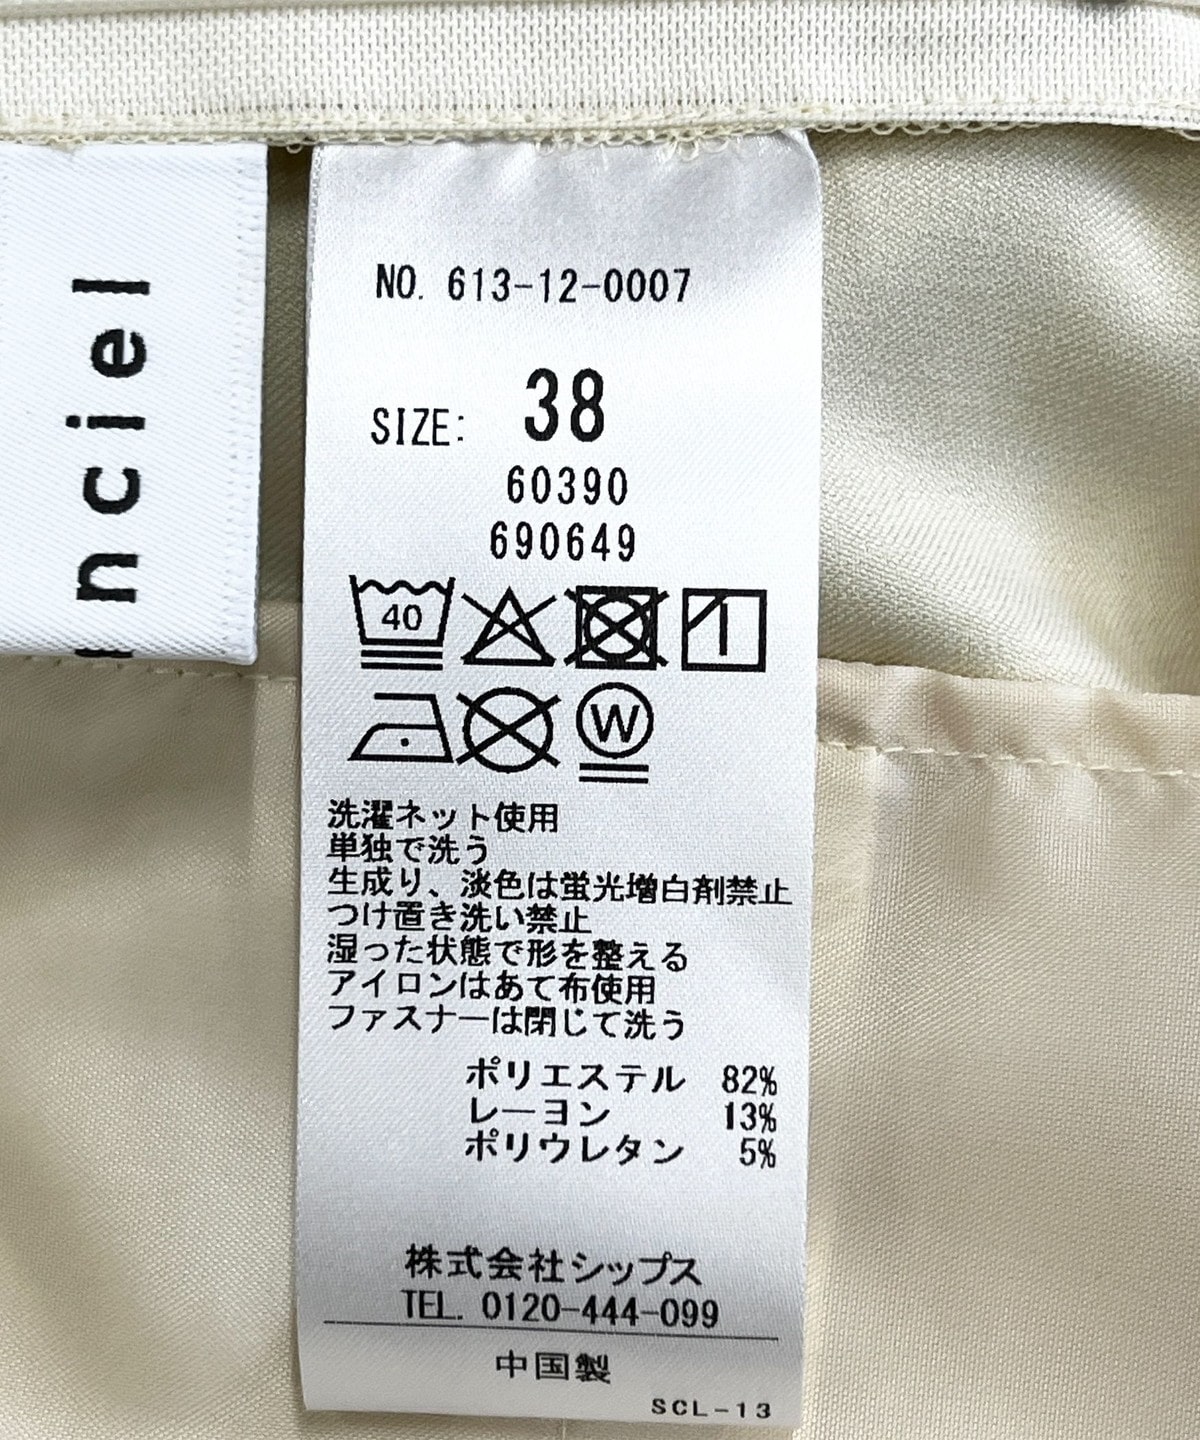 nciel
NO. 613-12-0007
SIZE: 38
60390
690649
40
W
洗濯ネット使用
単独で洗う
生成り、淡色は蛍光増白剤禁止
つけ置き洗い禁止
湿った状態で形を整える
アイロンはあて布使用
ファスナーは閉じて洗う
ポリエステル 82%
レーヨン 13%
ポリウレタン 5%
株式会社シップス
TEL. 0120-444-099
中国製
SCL-13